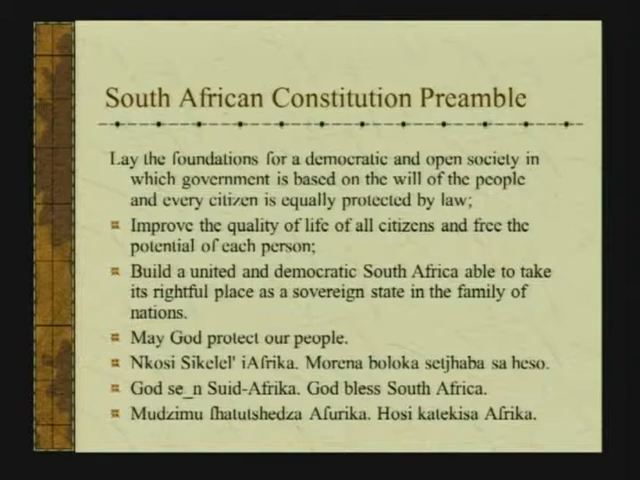 South African Constitution Preamble
Lay the foundations for a democratic and open society in
which government is based on the will of the people
and every citizen is equally protected by law;
Improve the quality of life of all citizens and free the
potential of each person;
Build a united and democratic South Africa able to take
its rightful place as a sovereign state in the family of
nations.
May God protect our people.
Nkosi Sikelel' iAfrika. Morena boloka setjhaba sa heso.
God se_n Suid-Afrika. God bless South Africa.
Mudzimu fhatutshedza Afurika. Hosi katekisa Afrika.